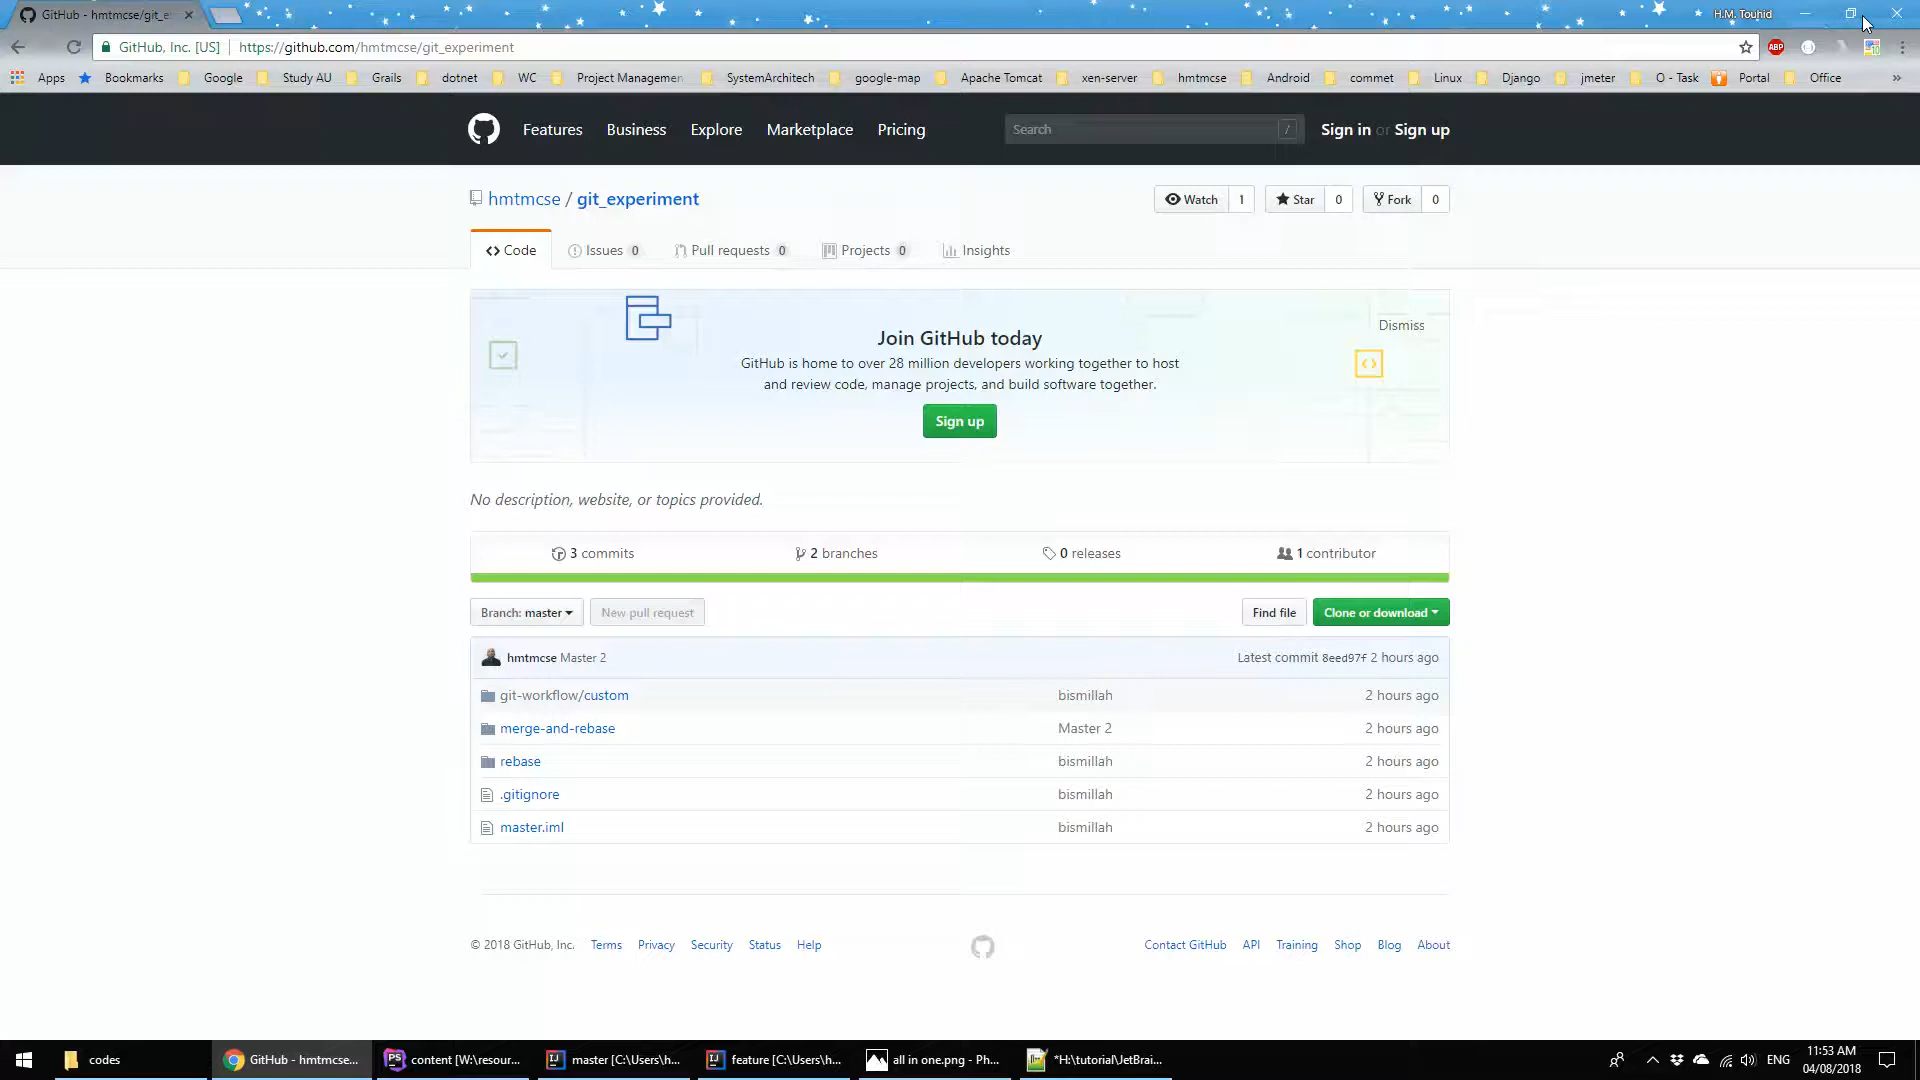 GitHub - hmtmcse/git_e
H.M. Touhid
GitHub, Inc. [US] https://github.com/hmtmcse/git_experiment
ABP
Apps Bookmarks Google Study AU Grails dotnet WC Project Managemen SystemArchitech google-map Apache Tomcat xen-server hmtmcse Android commet Linux Django jmeter O - Task Portal Office »
Features Business Explore Marketplace Pricing Search / Sign in or Sign up
hmtmcse / git_experiment
Watch 1 Star 0 Fork 0
Code Issues 0 Pull requests 0 Projects 0 Insights
Dismiss
Join GitHub today
GitHub is home to over 28 million developers working together to host
and review code, manage projects, and build software together.
Sign up
No description, website, or topics provided.
3 commits 2 branches 0 releases 1 contributor
Branch: master New pull request Find file Clone or download
hmtmcse Master 2 Latest commit 8eed97f 2 hours ago
git-workflow/custom bismillah 2 hours ago
merge-and-rebase Master 2 2 hours ago
rebase bismillah 2 hours ago
.gitignore bismillah 2 hours ago
master.iml bismillah 2 hours ago
© 2018 GitHub, Inc. Terms Privacy Security Status Help Contact GitHub API Training Shop Blog About
codes GitHub - hmtmcse... PS content [W:\resour... IJ master [C:\Users\h... IJ feature [C:\Users\h... all in one.png - Ph... *H:\tutorial\JetBrai... ENG 11:53 AM
04/08/2018